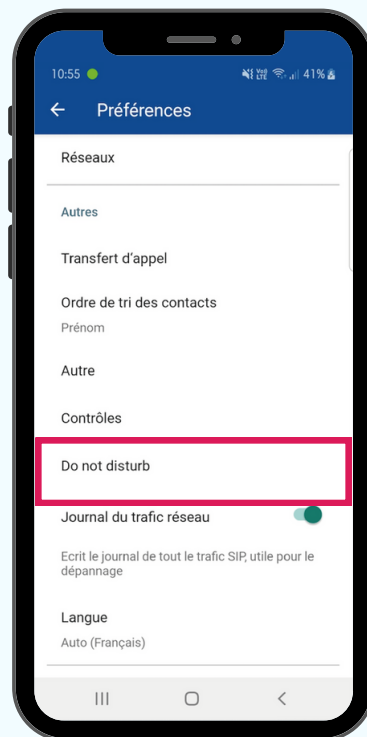 10:55 41%
Préférences
Réseaux
Autres
Transfert d'appel
Ordre de tri des contacts
Prénom
Autre
Contrôles
Do not disturb
Journal du trafic réseau
Ecrit le journal de tout le trafic SIP, utile pour le
dépannage
Langue
Auto (Français)